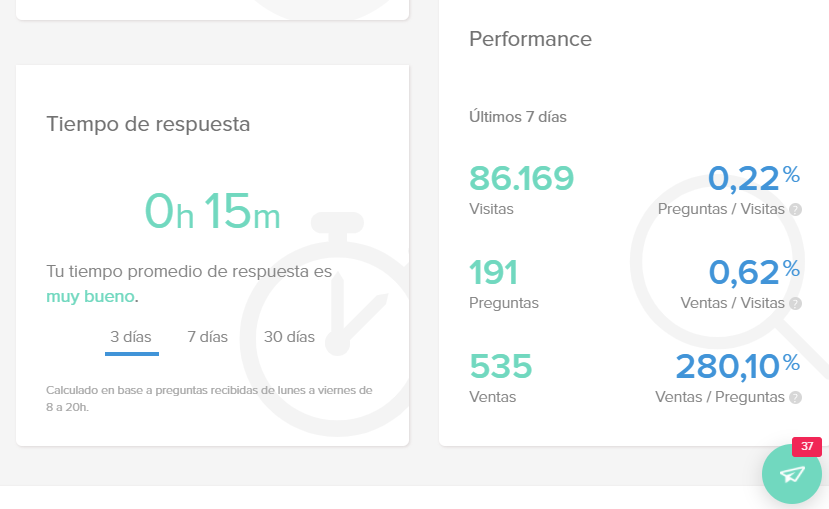 Tiempo de respuesta
0h 15m
Tu tiempo promedio de respuesta es
muy bueno.
3 días 7 días 30 días
Calculado en base a preguntas recibidas de lunes a viernes de
8 a 20h.
Performance
Últimos 7 días
86.169 0,22%
Visitas Preguntas / Visitas ?
191 0,62%
Preguntas Ventas / Visitas ?
535 280,10%
Ventas Ventas / Preguntas ?
37